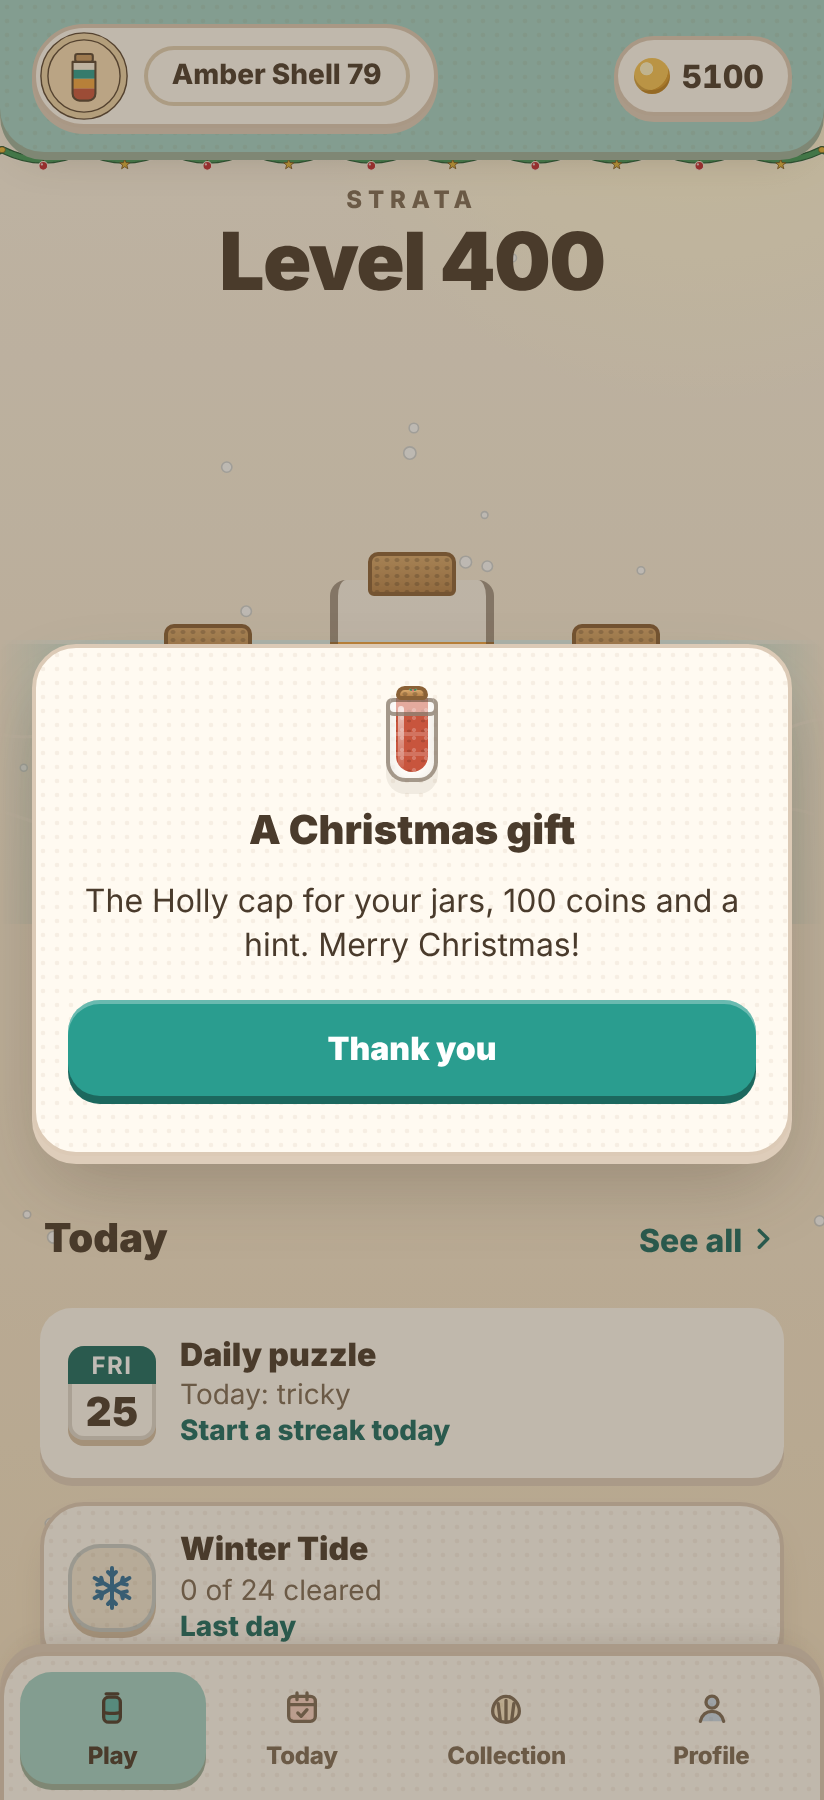 Amber Shell 79
5100
STRATA
Level 400
A Christmas gift
The Holly cap for your jars, 100 coins and a
hint. Merry Christmas!
Thank you
Today
See all
FRI
25
Daily puzzle
Today: tricky
Start a streak today
Winter Tide
0 of 24 cleared
Last day
Play
Today
Collection
Profile